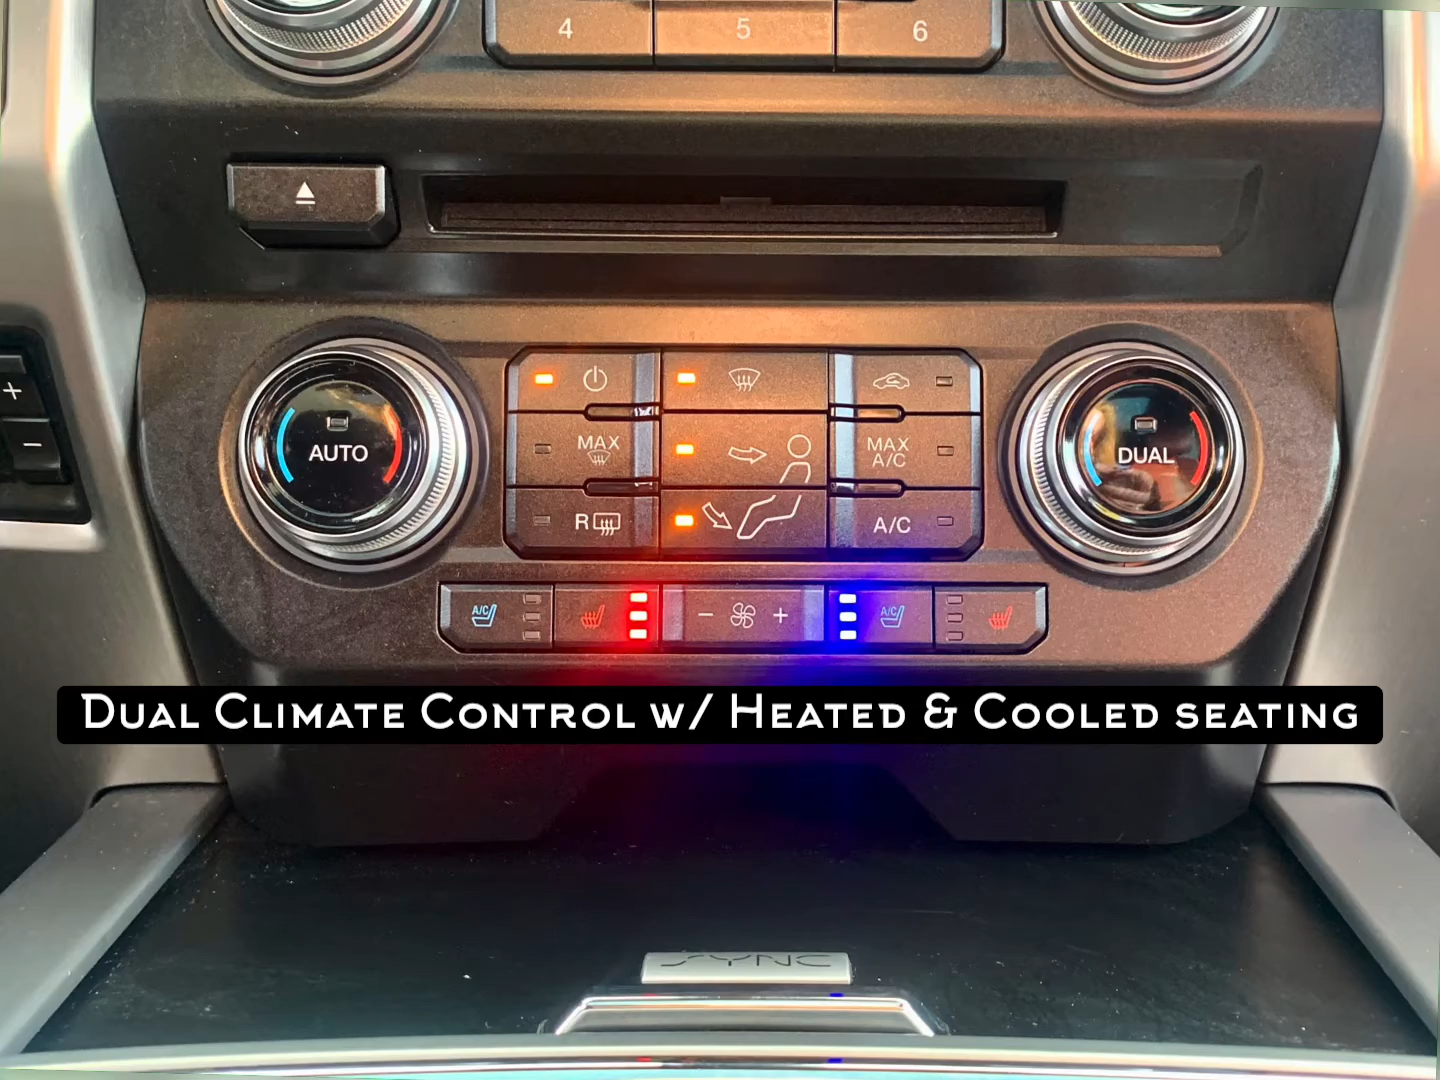 4 5 6
AUTO
MAX
R
MAX
A/C
A/C
DUAL
A/C
− +
A/C
+
−
Dual Climate Control w/ Heated & Cooled seating
SYNC